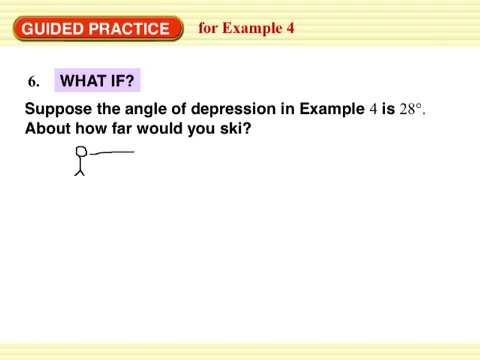 GUIDED PRACTICE for Example 4
6. WHAT IF?
Suppose the angle of depression in Example 4 is 28°.
About how far would you ski?